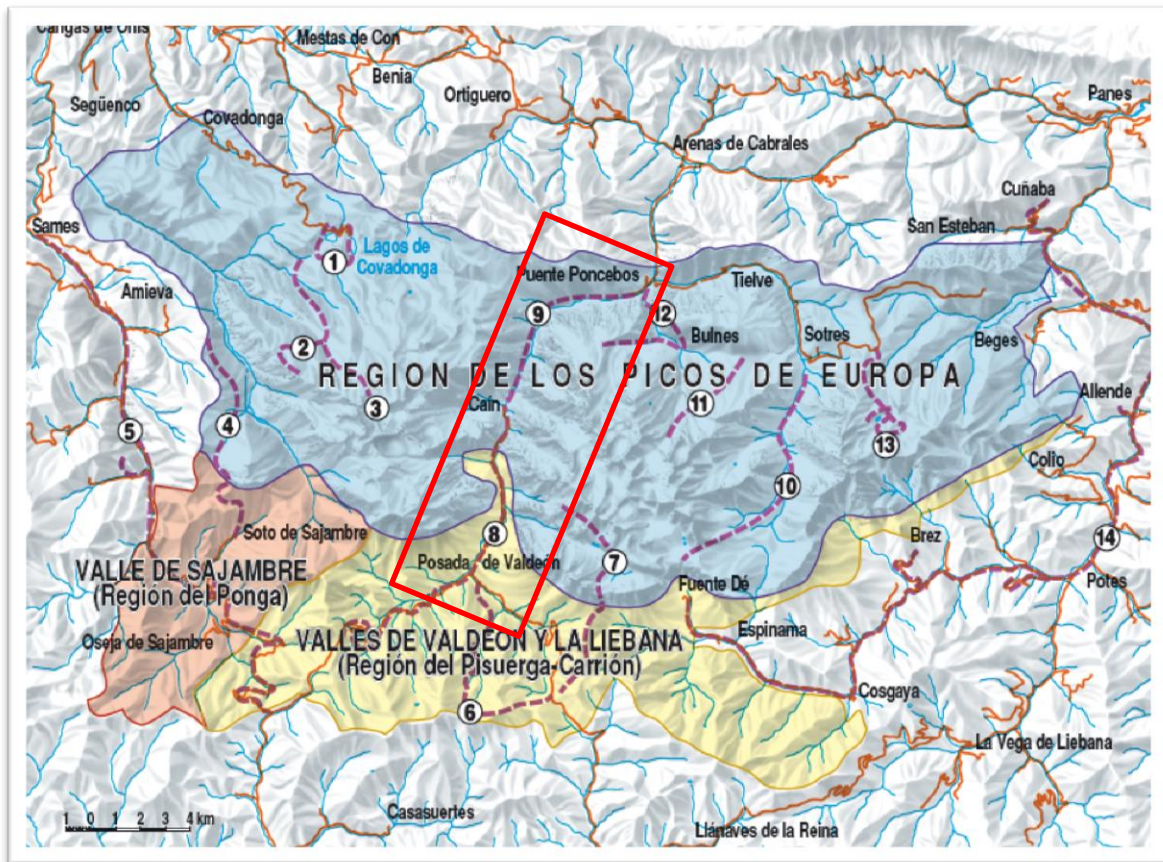 Cangas de Onís
Mestas de Con
Benia
Ortiguero
Següenco
Covadonga
Panes
Arenas de Cabrales
Cuñaba
San Esteban
Sames
Lagos de
Covadonga
1
Amieva
Puente Poncebos
Tielve
9
12
Bulnes
Sotres
Beges
2
REGION DE LOS PICOS DE EUROPA
3
Caín
11
Allende
5
4
13
Colio
10
Soto de Sajambre
8
Brez
14
VALLE DE SAJAMBRE
(Región del Ponga)
Posada de Valdeón
7
Fuente Dé
Potes
Oseja de Sajambre
VALLES DE VALDEÓN Y LA LIEBANA
(Región del Pisuerga-Carrión)
Espinama
Cosgaya
6
La Vega de Liebana
1 0 1 2 3 4 km
Casasuertes
Llánaves de la Reina